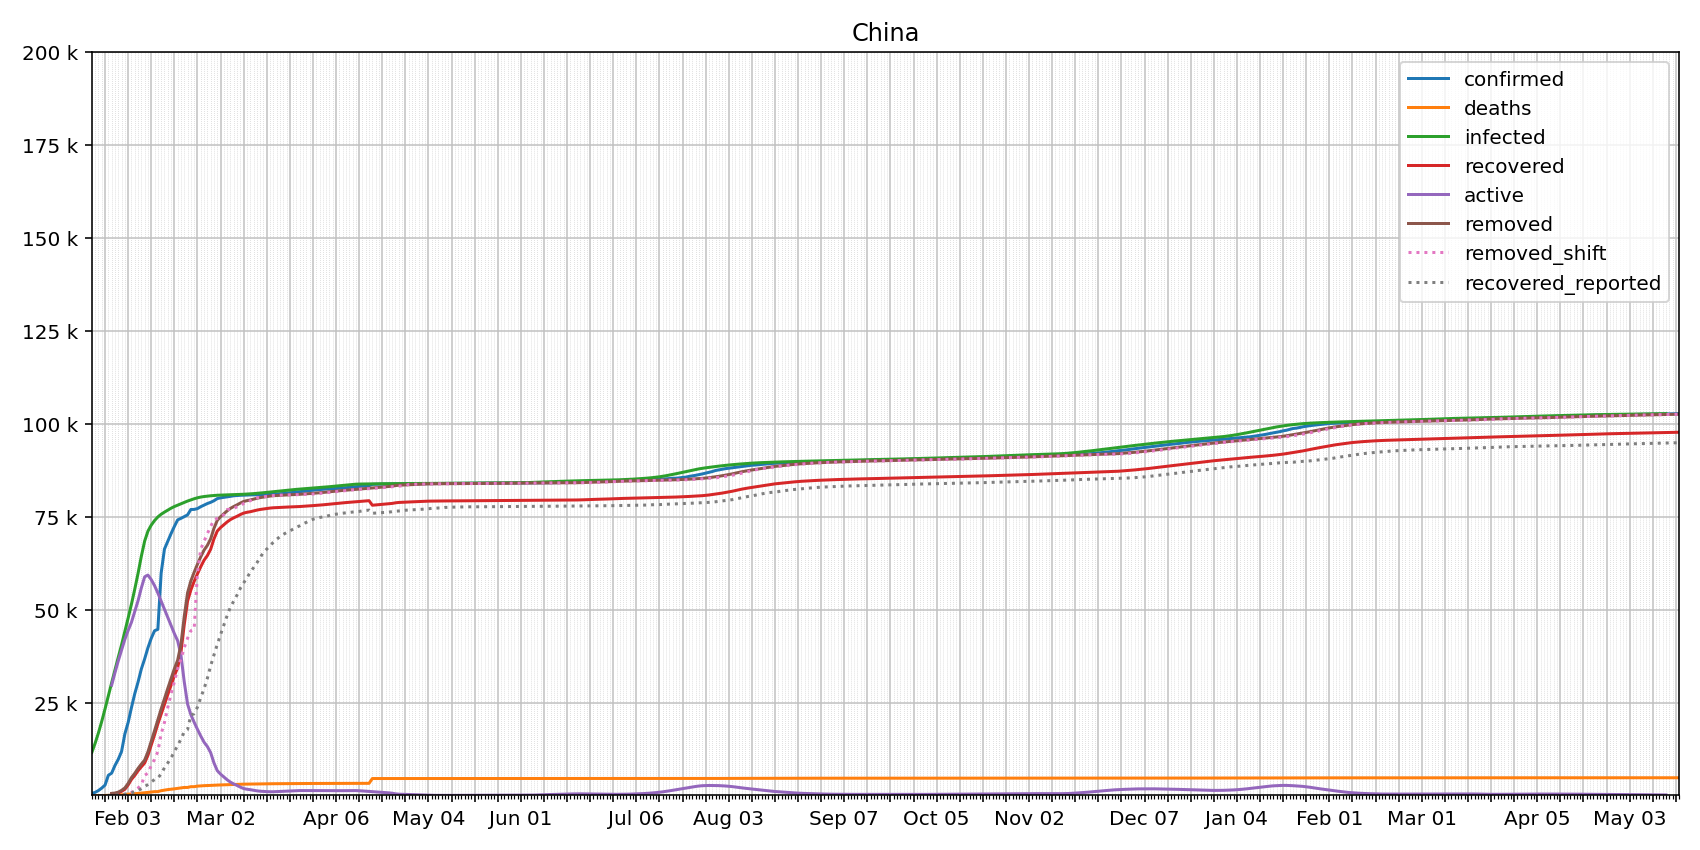 China
200 k
175 k
150 k
125 k
100 k
75 k
50 k
25 k
confirmed
deaths
infected
recovered
active
removed
removed_shift
recovered_reported
Feb 03 Mar 02 Apr 06 May 04 Jun 01 Jul 06 Aug 03 Sep 07 Oct 05 Nov 02 Dec 07 Jan 04 Feb 01 Mar 01 Apr 05 May 03